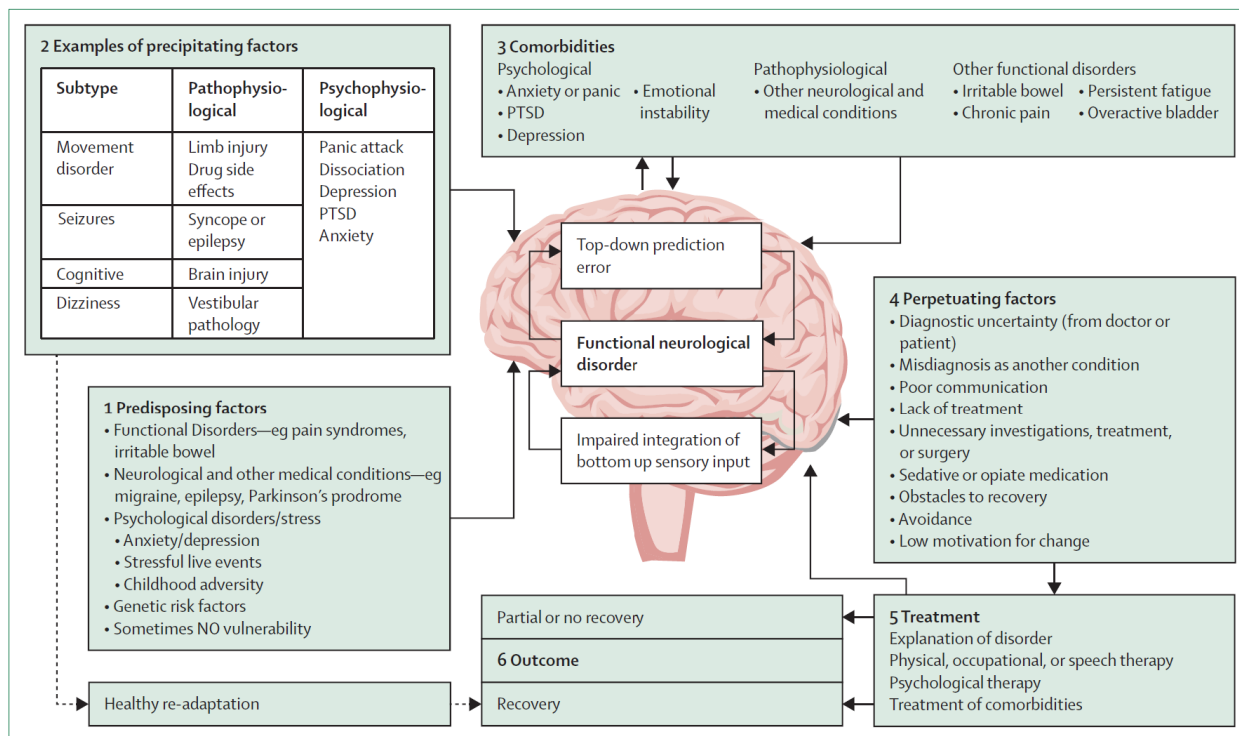 2 Examples of precipitating factors
Subtype
Pathophysio-
logical
Psychophysio-
logical
Movement
disorder
Limb injury
Drug side
effects
Panic attack
Dissociation
Depression
PTSD
Anxiety
Seizures
Syncope or
epilepsy
Cognitive
Brain injury
Dizziness
Vestibular
pathology
3 Comorbidities
Psychological
• Anxiety or panic
• PTSD
• Depression
• Emotional
instability
Pathophysiological
• Other neurological and
medical conditions
Other functional disorders
• Irritable bowel
• Chronic pain
• Persistent fatigue
• Overactive bladder
Top-down prediction
error
Functional neurological
disorder
Impaired integration of
bottom up sensory input
1 Predisposing factors
• Functional Disorders—eg pain syndromes,
irritable bowel
• Neurological and other medical conditions—eg
migraine, epilepsy, Parkinson's prodrome
• Psychological disorders/stress
• Anxiety/depression
• Stressful live events
• Childhood adversity
• Genetic risk factors
• Sometimes NO vulnerability
4 Perpetuating factors
• Diagnostic uncertainty (from doctor or
patient)
• Misdiagnosis as another condition
• Poor communication
• Lack of treatment
• Unnecessary investigations, treatment,
or surgery
• Sedative or opiate medication
• Obstacles to recovery
• Avoidance
• Low motivation for change
5 Treatment
Explanation of disorder
Physical, occupational, or speech therapy
Psychological therapy
Treatment of comorbidities
Partial or no recovery
6 Outcome
Recovery
Healthy re-adaptation